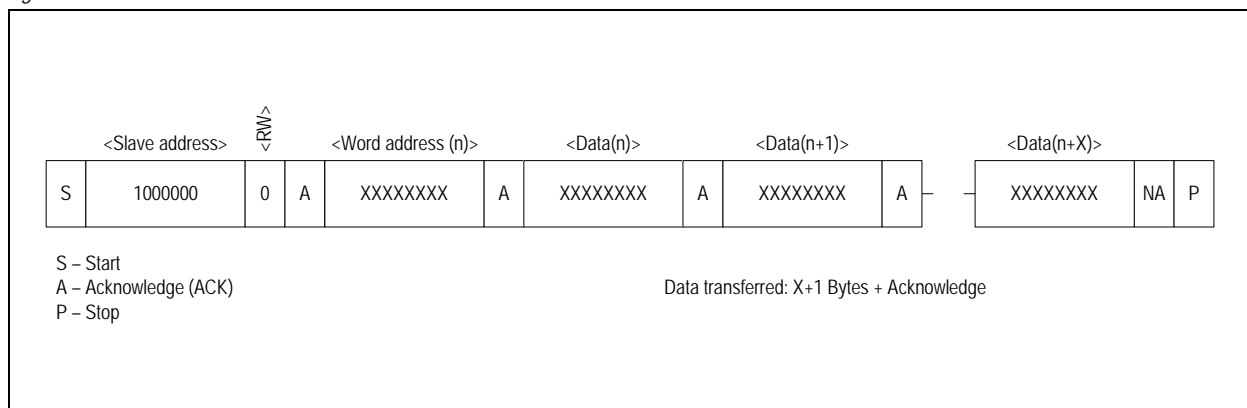 <RW>
<Slave address> <Word address (n)> <Data(n)> <Data(n+1)> <Data(n+X)>
S 1000000 0 A XXXXXXXX A XXXXXXXX A XXXXXXXX A XXXXXXXX NA P
S – Start
A – Acknowledge (ACK) Data transferred: X+1 Bytes + Acknowledge
P – Stop